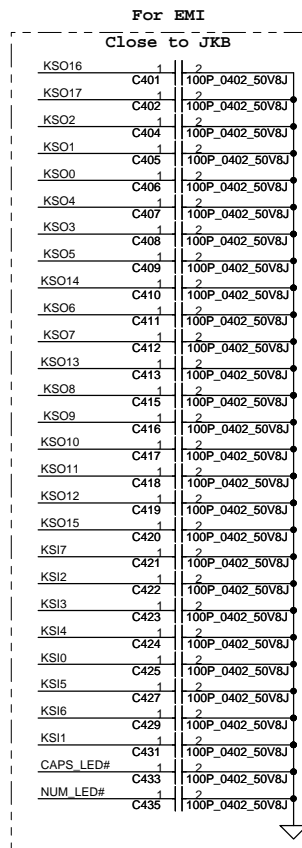 For EMI
Close to JKB
KSO16 1 2
C401 100P_0402_50V8J
KSO17 1 2
C402 100P_0402_50V8J
KSO2 1 2
C404 100P_0402_50V8J
KSO1 1 2
C405 100P_0402_50V8J
KSO0 1 2
C406 100P_0402_50V8J
KSO4 1 2
C407 100P_0402_50V8J
KSO3 1 2
C408 100P_0402_50V8J
KSO5 1 2
C409 100P_0402_50V8J
KSO14 1 2
C410 100P_0402_50V8J
KSO6 1 2
C411 100P_0402_50V8J
KSO7 1 2
C412 100P_0402_50V8J
KSO13 1 2
C413 100P_0402_50V8J
KSO8 1 2
C415 100P_0402_50V8J
KSO9 1 2
C416 100P_0402_50V8J
KSO10 1 2
C417 100P_0402_50V8J
KSO11 1 2
C418 100P_0402_50V8J
KSO12 1 2
C419 100P_0402_50V8J
KSO15 1 2
C420 100P_0402_50V8J
KSI7 1 2
C421 100P_0402_50V8J
KSI2 1 2
C422 100P_0402_50V8J
KSI3 1 2
C423 100P_0402_50V8J
KSI4 1 2
C424 100P_0402_50V8J
KSI0 1 2
C425 100P_0402_50V8J
KSI5 1 2
C427 100P_0402_50V8J
KSI6 1 2
C429 100P_0402_50V8J
KSI1 1 2
C431 100P_0402_50V8J
CAPS_LED# 1 2
C433 100P_0402_50V8J
NUM_LED# 1 2
C435 100P_0402_50V8J